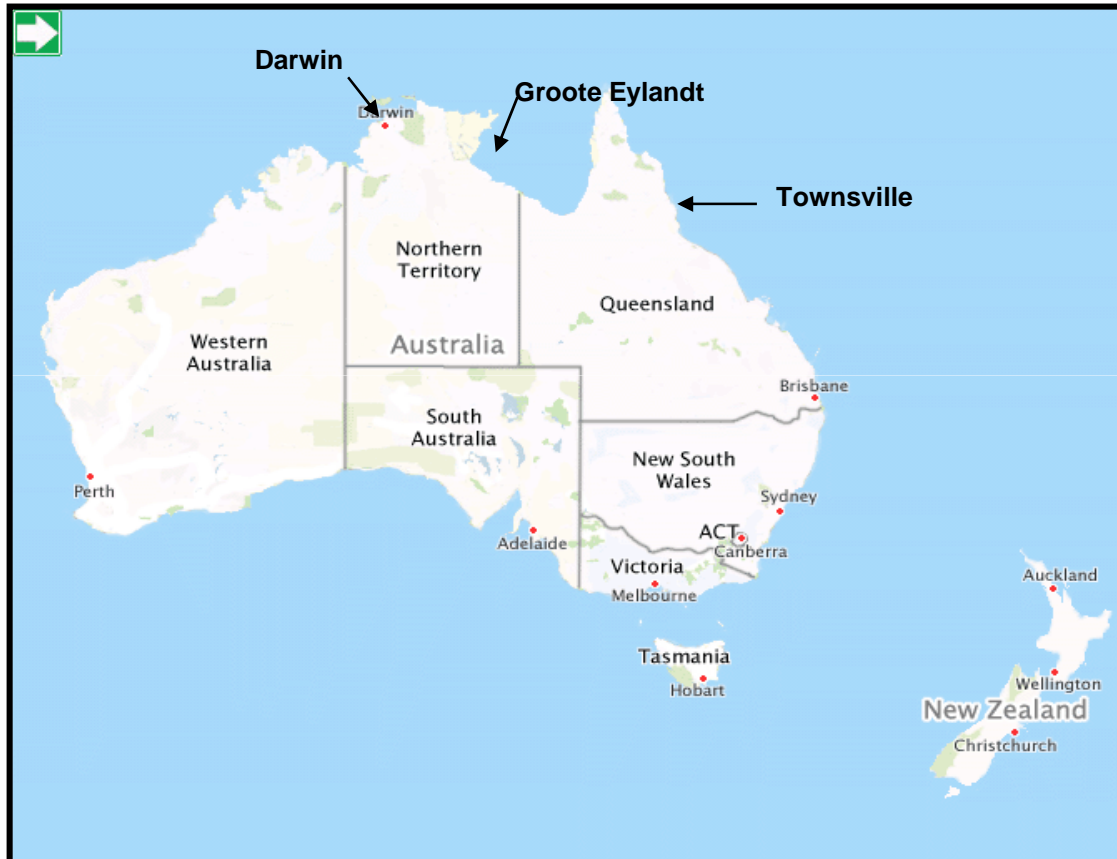 Darwin
Groote Eylandt
Darwin
Townsville
Northern
Territory
Queensland
Western
Australia
Australia
Brisbane
South
Australia
New South
Wales
Perth
Sydney
ACT
Adelaide
Canberra
Victoria
Melbourne
Auckland
Tasmania
Hobart
Wellington
New Zealand
Christchurch